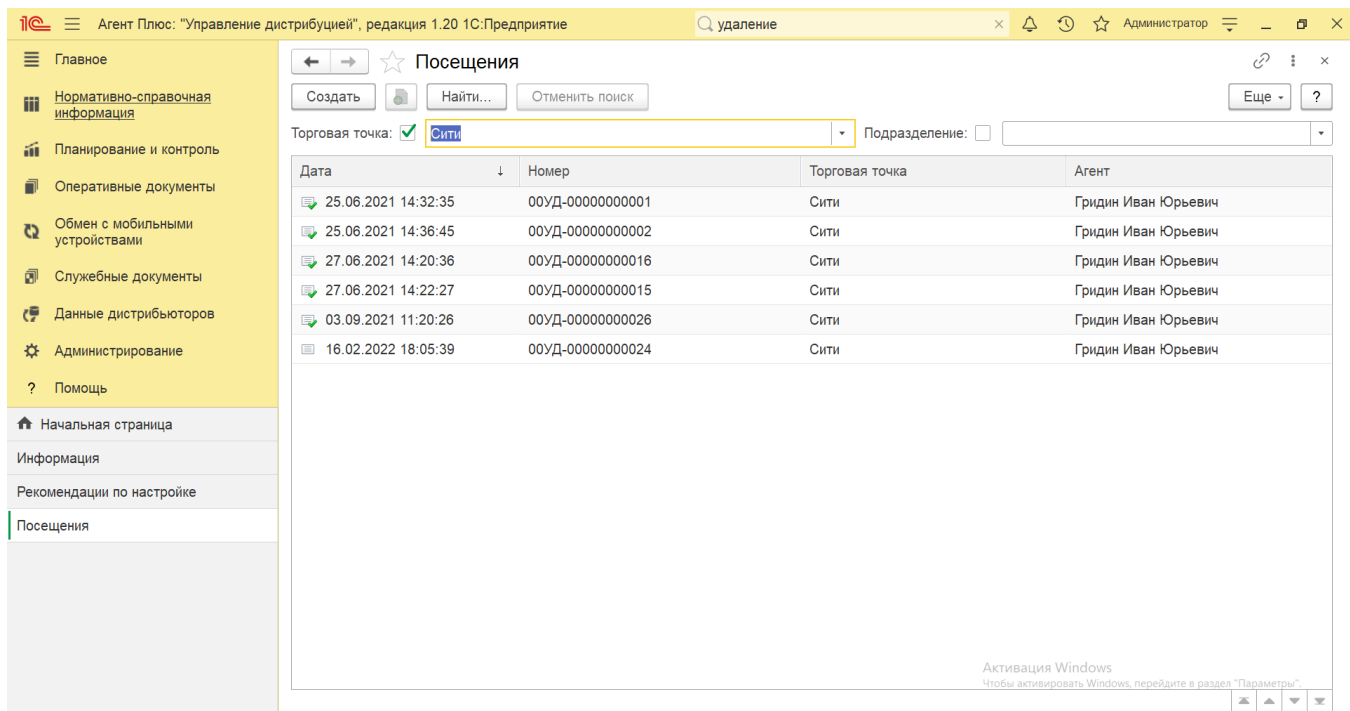 1С Агент Плюс: "Управление дистрибуцией", редакция 1.20 1С:Предприятие удаление Администратор
Главное
Нормативно-справочная
информация
Планирование и контроль
Оперативные документы
Обмен с мобильными
устройствами
Служебные документы
Данные дистрибьюторов
Администрирование
? Помощь
Начальная страница
Информация
Рекомендации по настройке
Посещения
Посещения
Создать Найти... Отменить поиск Еще ?
Торговая точка: Сити Подразделение:
Дата ↓ Номер Торговая точка Агент
25.06.2021 14:32:35 00УД-00000000001 Сити Гридин Иван Юрьевич
25.06.2021 14:36:45 00УД-00000000002 Сити Гридин Иван Юрьевич
27.06.2021 14:20:36 00УД-00000000016 Сити Гридин Иван Юрьевич
27.06.2021 14:22:27 00УД-00000000015 Сити Гридин Иван Юрьевич
03.09.2021 11:20:26 00УД-00000000026 Сити Гридин Иван Юрьевич
16.02.2022 18:05:39 00УД-00000000024 Сити Гридин Иван Юрьевич
Активация Windows
Чтобы активировать Windows, перейдите в раздел "Параметры".